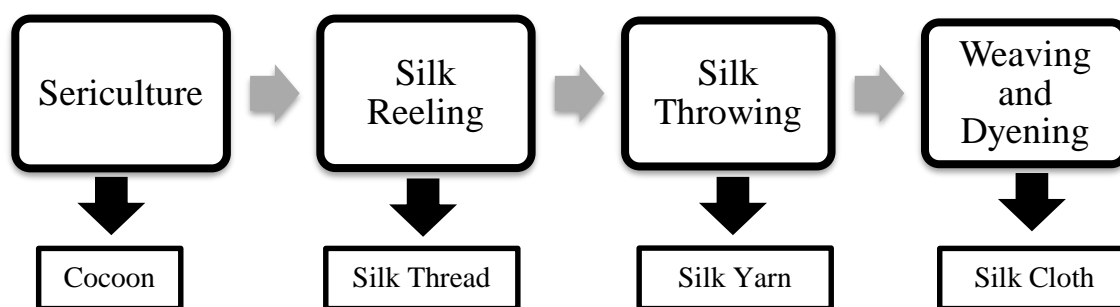 Sericulture
Silk
Reeling
Silk
Throwing
Weaving
and
Dyening
Cocoon
Silk Thread
Silk Yarn
Silk Cloth